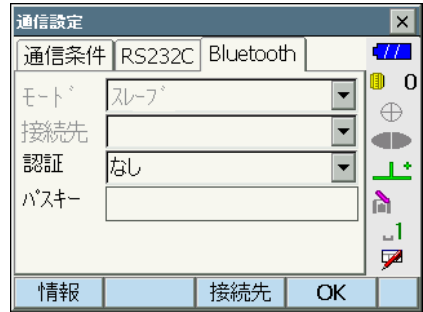 通信設定
通信条件 RS232C Bluetooth
モード スレーブ
接続先
認証 なし
パスキー
0
1
情報 接続先 OK